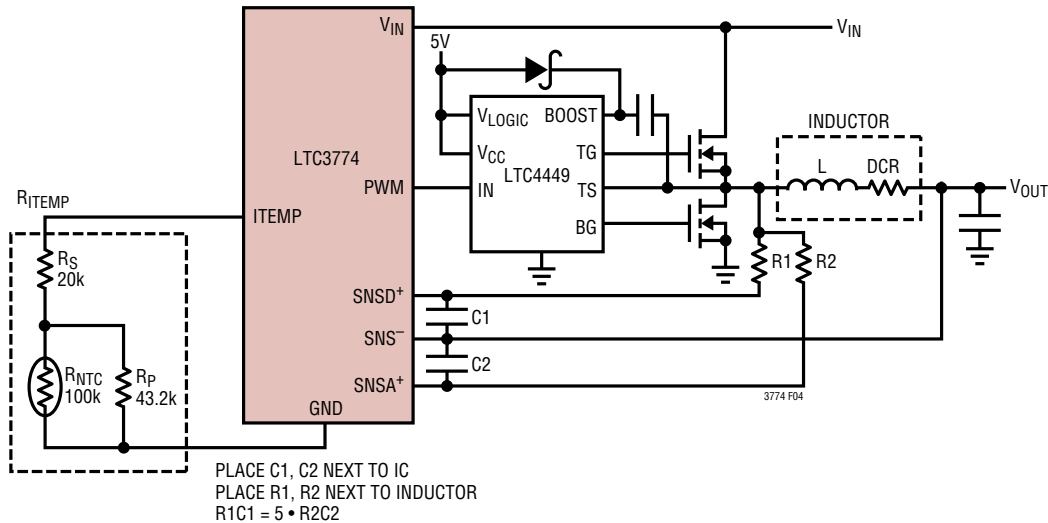 VIN
VIN
5V
VLOGIC
BOOST
INDUCTOR
LTC3774
VCC
TG
L
DCR
LTC4449
PWM
IN
TS
VOUT
RITEMP
ITEMP
BG
RS
20k
R1
R2
SNSD+
C1
SNS–
RNTC
100k
RP
43.2k
C2
SNSA+
3774 F04
GND
PLACE C1, C2 NEXT TO IC
PLACE R1, R2 NEXT TO INDUCTOR
R1C1 = 5 • R2C2